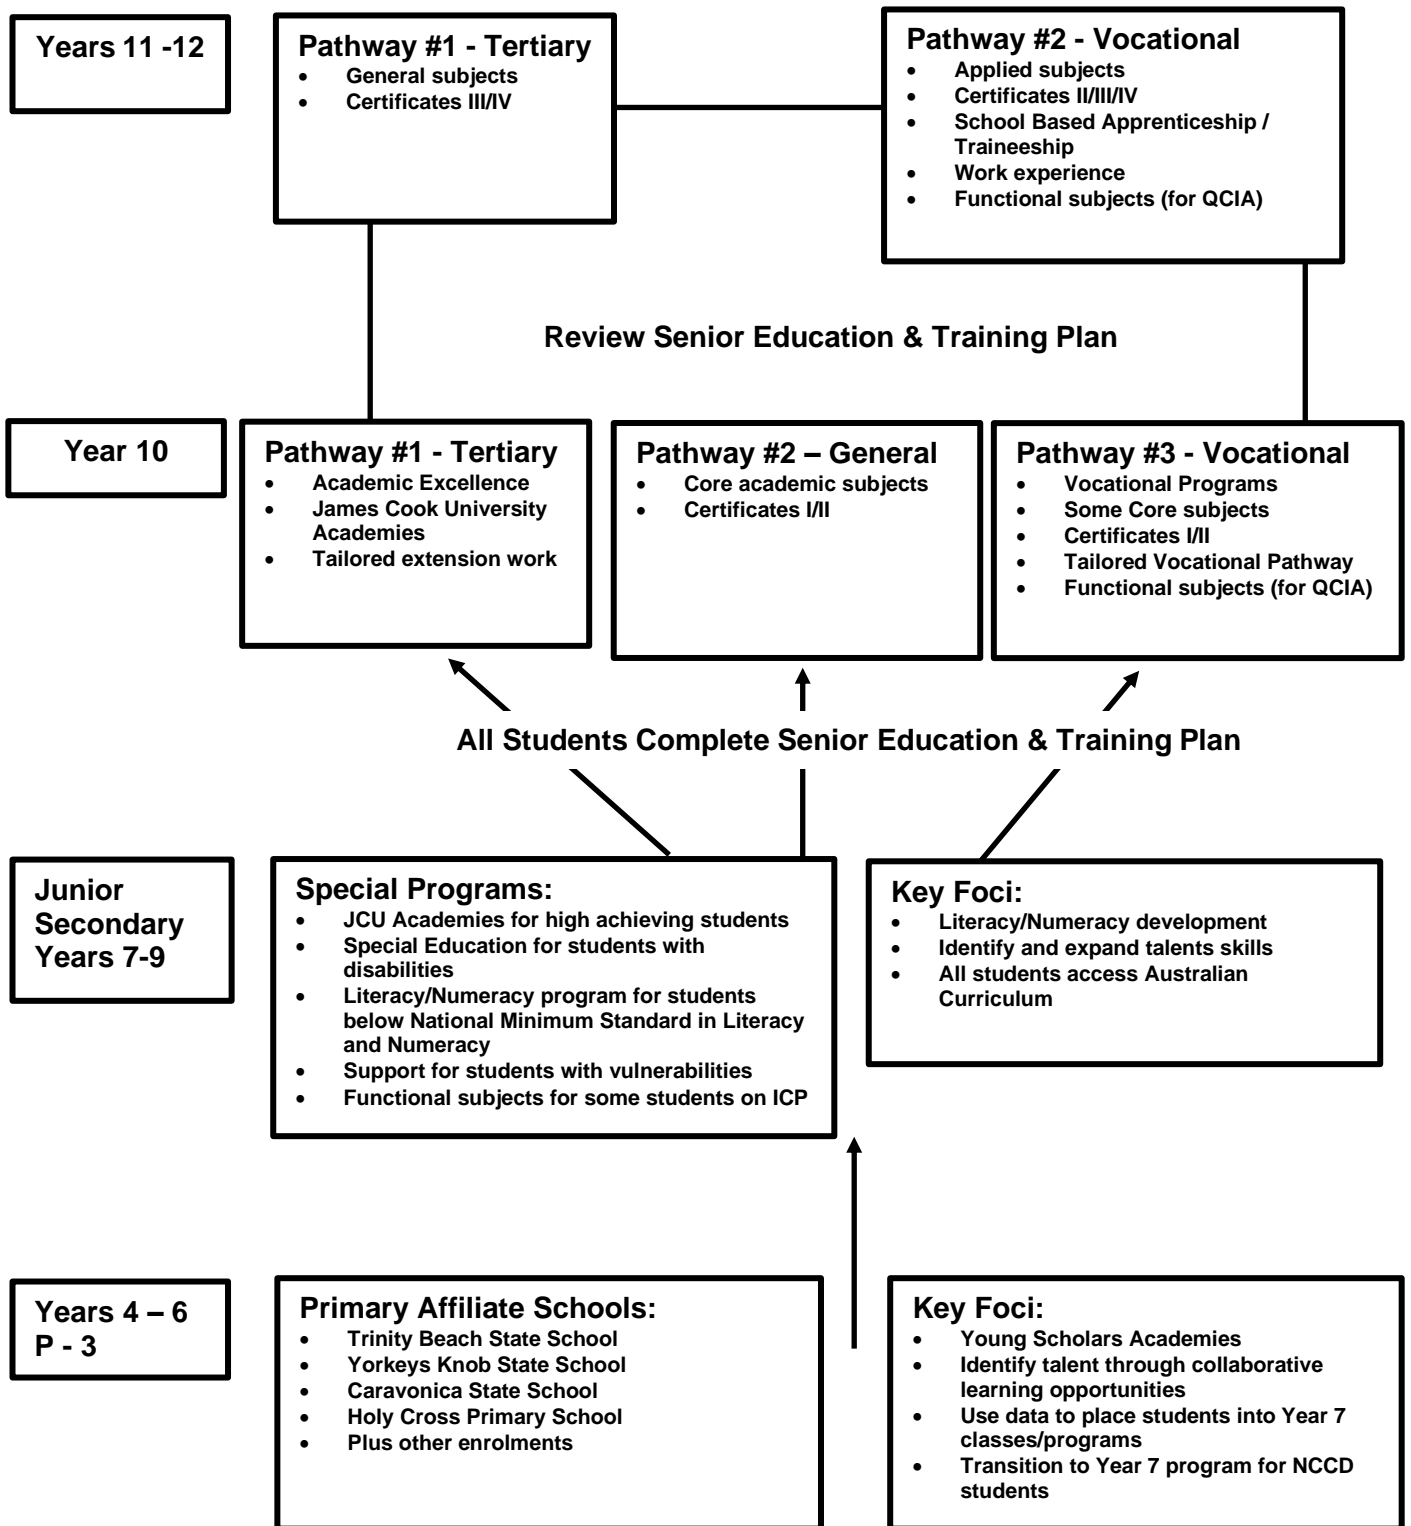 Years 11 -12
Pathway #1 - Tertiary
• General subjects
• Certificates III/IV
Pathway #2 - Vocational
• Applied subjects
• Certificates II/III/IV
• School Based Apprenticeship /
Traineeship
• Work experience
• Functional subjects (for QCIA)
Review Senior Education & Training Plan
Year 10
Pathway #1 - Tertiary
• Academic Excellence
• James Cook University
Academies
• Tailored extension work
Pathway #2 – General
• Core academic subjects
• Certificates I/II
Pathway #3 - Vocational
• Vocational Programs
• Some Core subjects
• Certificates I/II
• Tailored Vocational Pathway
• Functional subjects (for QCIA)
All Students Complete Senior Education & Training Plan
Junior
Secondary
Years 7-9
Special Programs:
• JCU Academies for high achieving students
• Special Education for students with
disabilities
• Literacy/Numeracy program for students
below National Minimum Standard in Literacy
and Numeracy
• Support for students with vulnerabilities
• Functional subjects for some students on ICP
Key Foci:
• Literacy/Numeracy development
• Identify and expand talents skills
• All students access Australian
Curriculum
Years 4 – 6
P - 3
Primary Affiliate Schools:
• Trinity Beach State School
• Yorkeys Knob State School
• Caravonica State School
• Holy Cross Primary School
• Plus other enrolments
Key Foci:
• Young Scholars Academies
• Identify talent through collaborative
learning opportunities
• Use data to place students into Year 7
classes/programs
• Transition to Year 7 program for NCCD
students